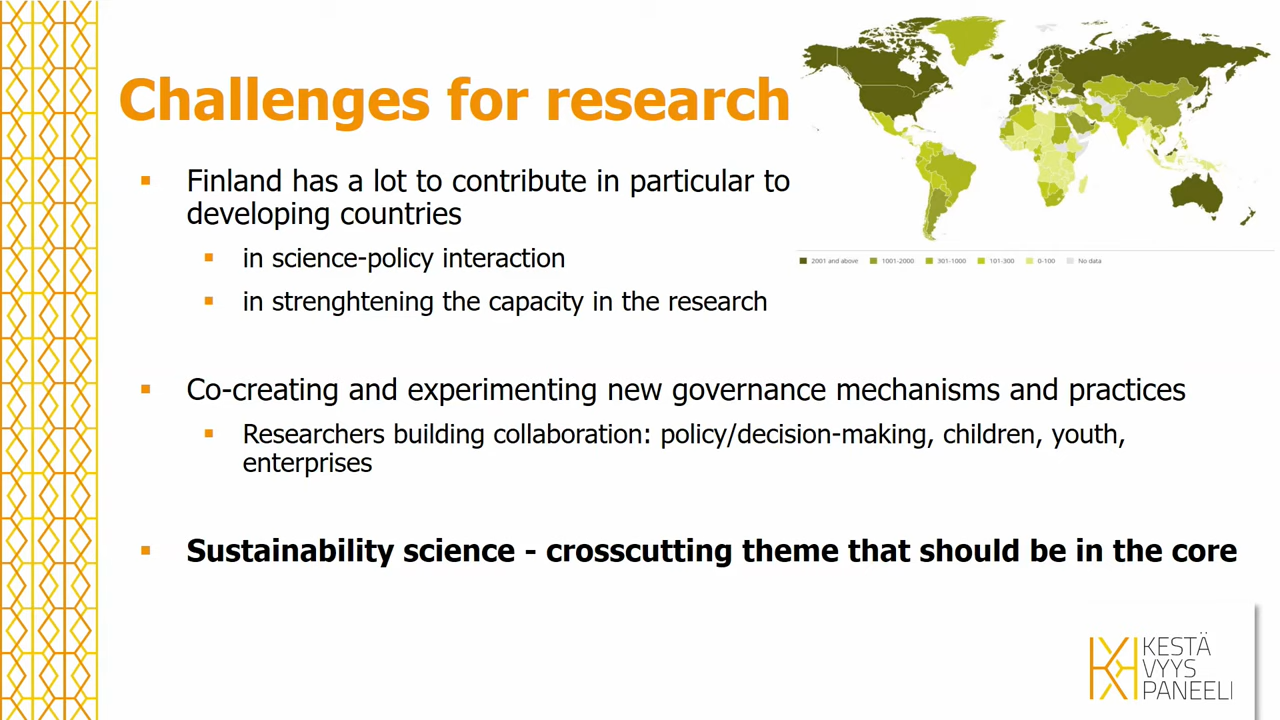 Challenges for research
Finland has a lot to contribute in particular to
developing countries
in science-policy interaction
in strenghtening the capacity in the research
Co-creating and experimenting new governance mechanisms and practices
Researchers building collaboration: policy/decision-making, children, youth,
enterprises
Sustainability science - crosscutting theme that should be in the core
2001 and above 1001-2000 301-1000 101-300 0-100 No data
KESTÄ
VYYS
PANEELI